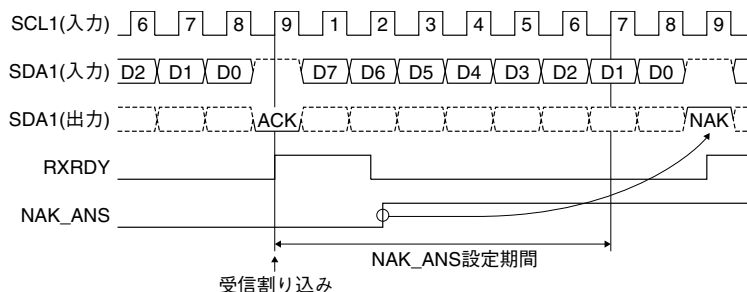 SCL1(入力) 6 7 8 9 1 2 3 4 5 6 7 8 9
SDA1(入力) D2 D1 D0 D7 D6 D5 D4 D3 D2 D1 D0
SDA1(出力) ACK NAK
RXRDY
NAK_ANS
NAK_ANS設定期間
受信割り込み